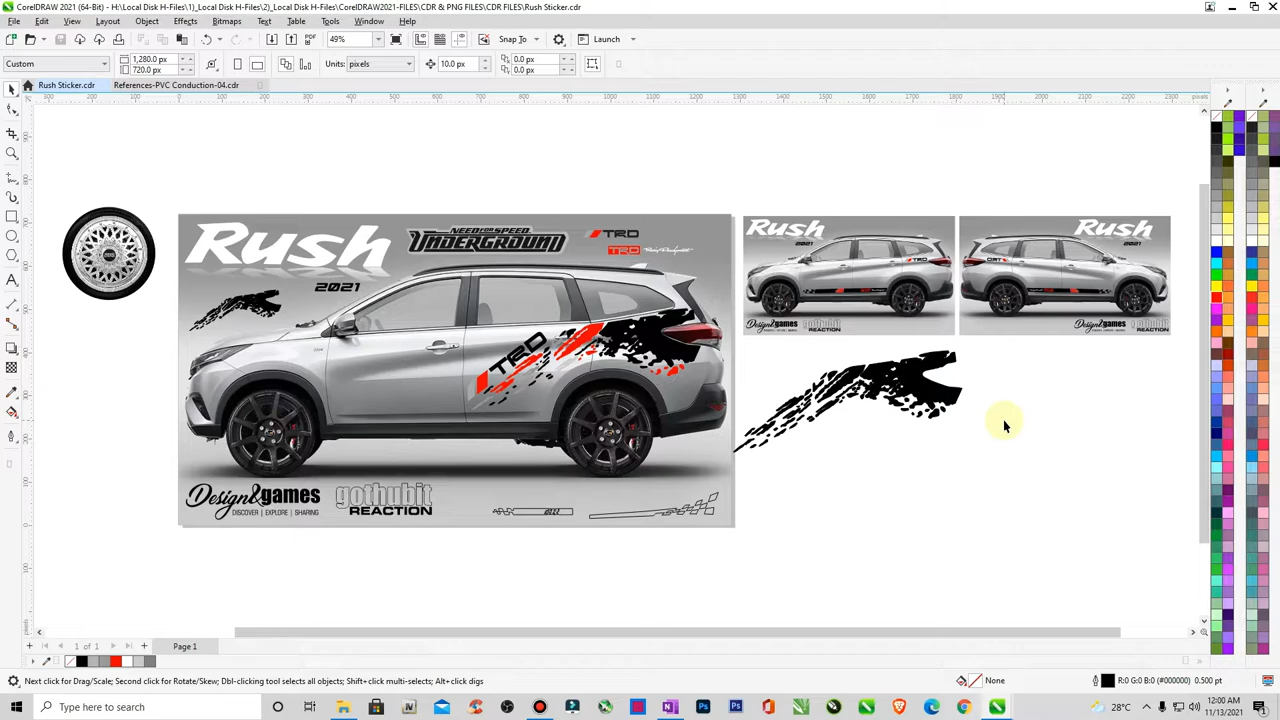 CorelDRAW 2021 (64-Bit) - H:\1)_Local Disk H-Files\2)_Local Disk H-Files\CorelDRAW2021-FILES\CDR & PNG FILES\CDR FILES\Rush Sticker.cdr
File Edit View Layout Object Effects Bitmaps Text Table Tools Window Help
49% Snap To Launch
Custom 1,280.0 px 720.0 px Units: pixels 10.0 px 0.0 px 0.0 px
Rush Sticker.cdr References-PVC Conduction-04.cdr
Rush
2021
NEED FOR SPEED
UNDERGROUND
TRD
TRD
TRD
Design&games
DISCOVER | EXPLORE | SHARING
gothubit
REACTION
2021
Rush
2021
TRD
Design&games
gothubit
REACTION
Rush
2021
Design&games
gothubit
REACTION
1 of 1 Page 1
Next click for Drag/Scale; Second click for Rotate/Skew; Dbl-clicking tool selects all objects; Shift+click multi-selects; Alt+click digs
None R:0 G:0 B:0 (#000000) 0.500 pt
Type here to search
28°C
12:00 AM
11/13/2021